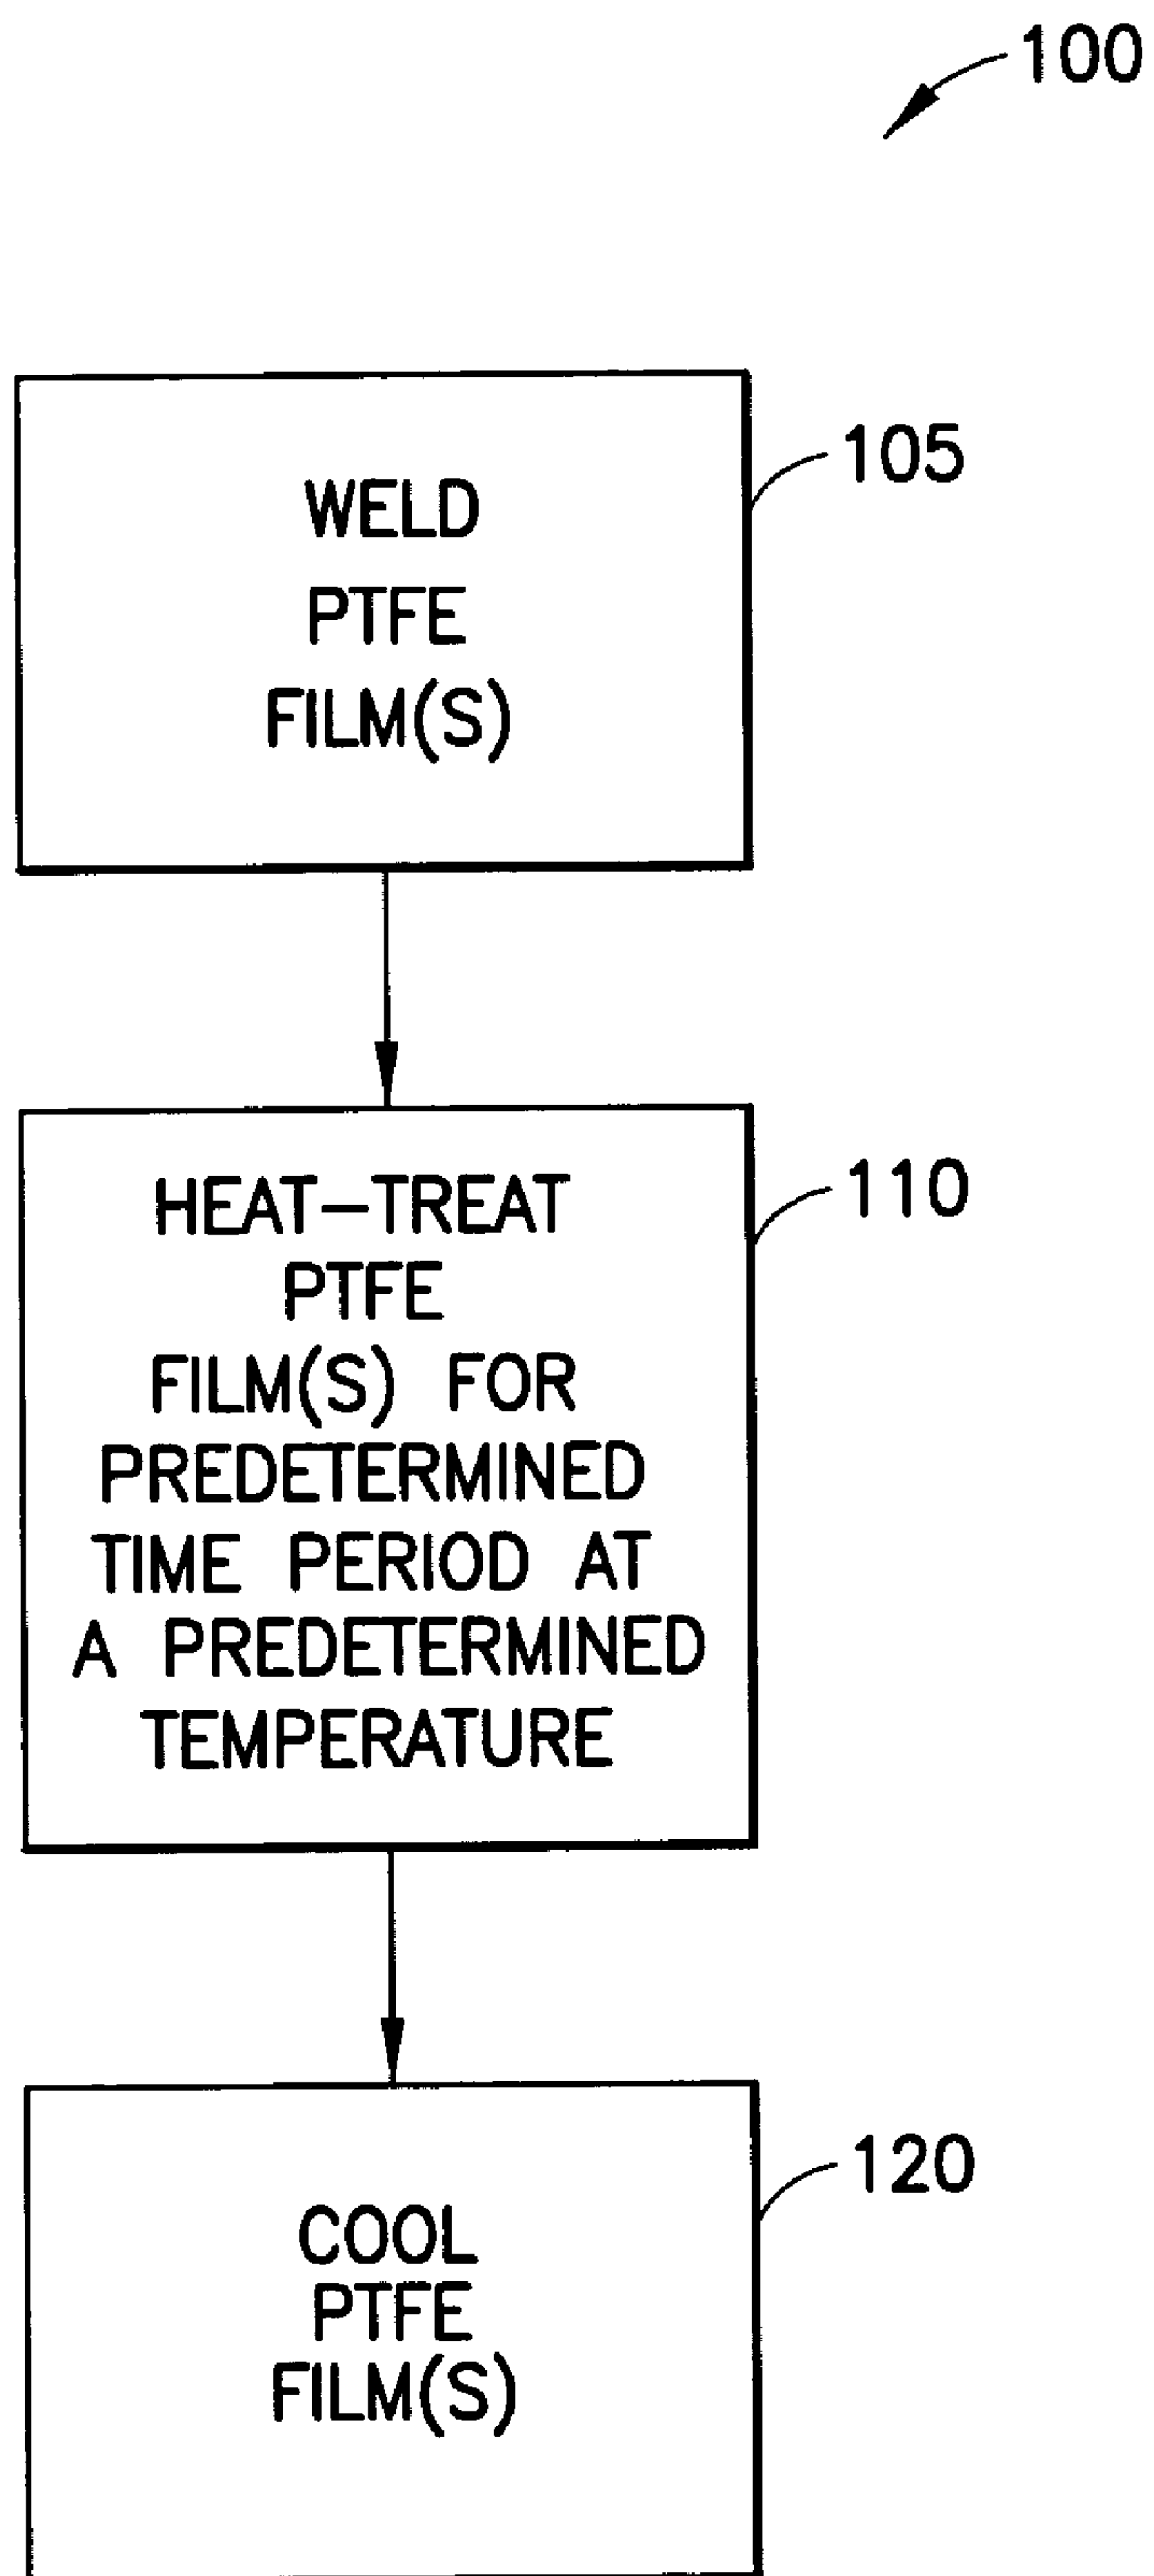 100
WELD
PTFE
FILM(S)
105
HEAT-TREAT
PTFE
FILM(S) FOR
PREDETERMINED
TIME PERIOD AT
A PREDETERMINED
TEMPERATURE
110
COOL
PTFE
FILM(S)
120